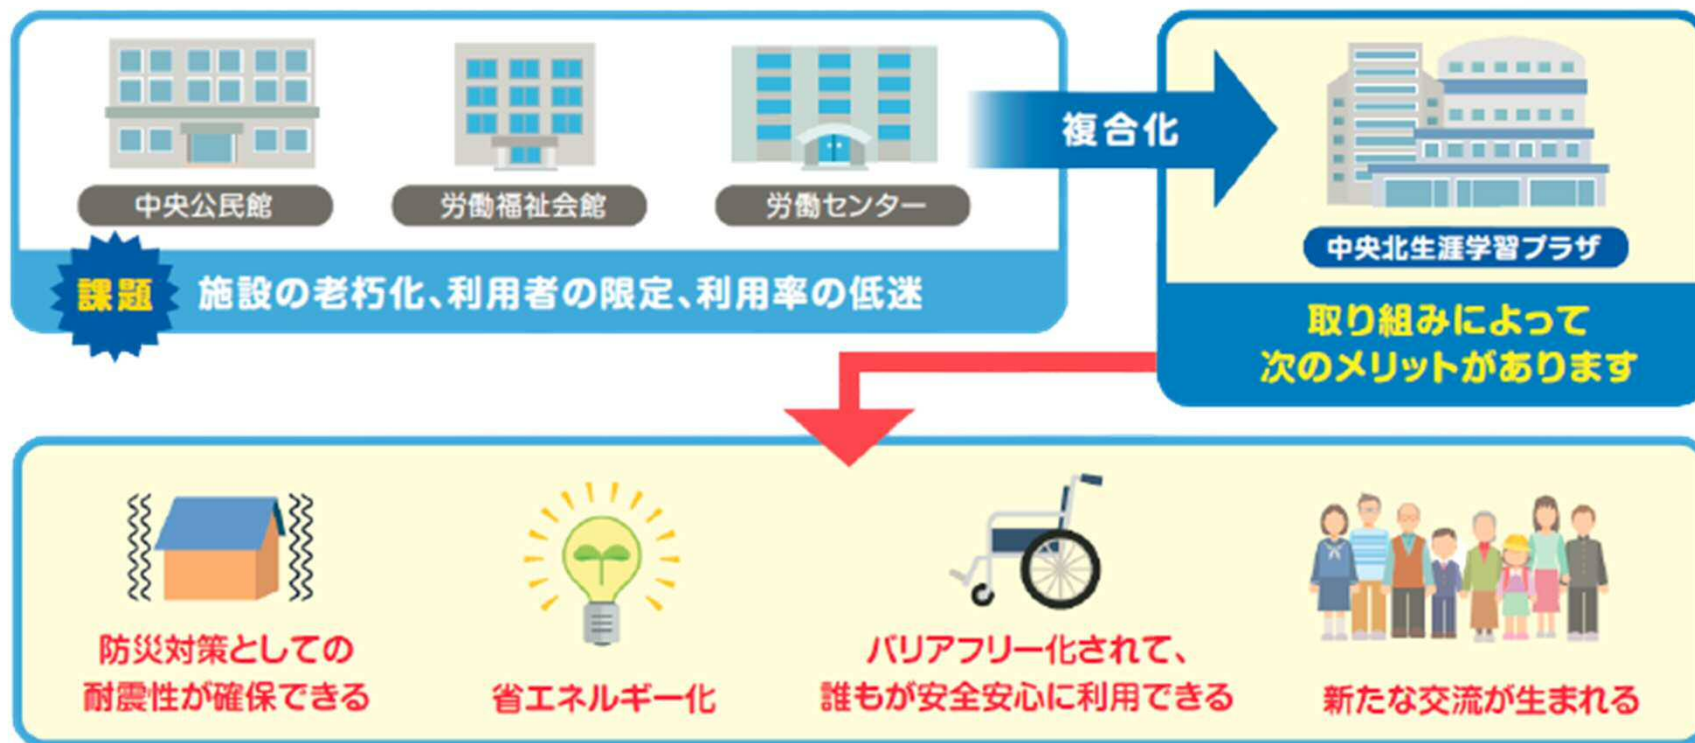 中央公民館
労働福祉会館
労働センター
複合化
中央北生涯学習プラザ
課題
施設の老朽化、利用者の限定、利用率の低迷
取り組みによって
次のメリットがあります
防災対策としての
耐震性が確保できる
省エネルギー化
バリアフリー化されて、
誰もが安全安心に利用できる
新たな交流が生まれる